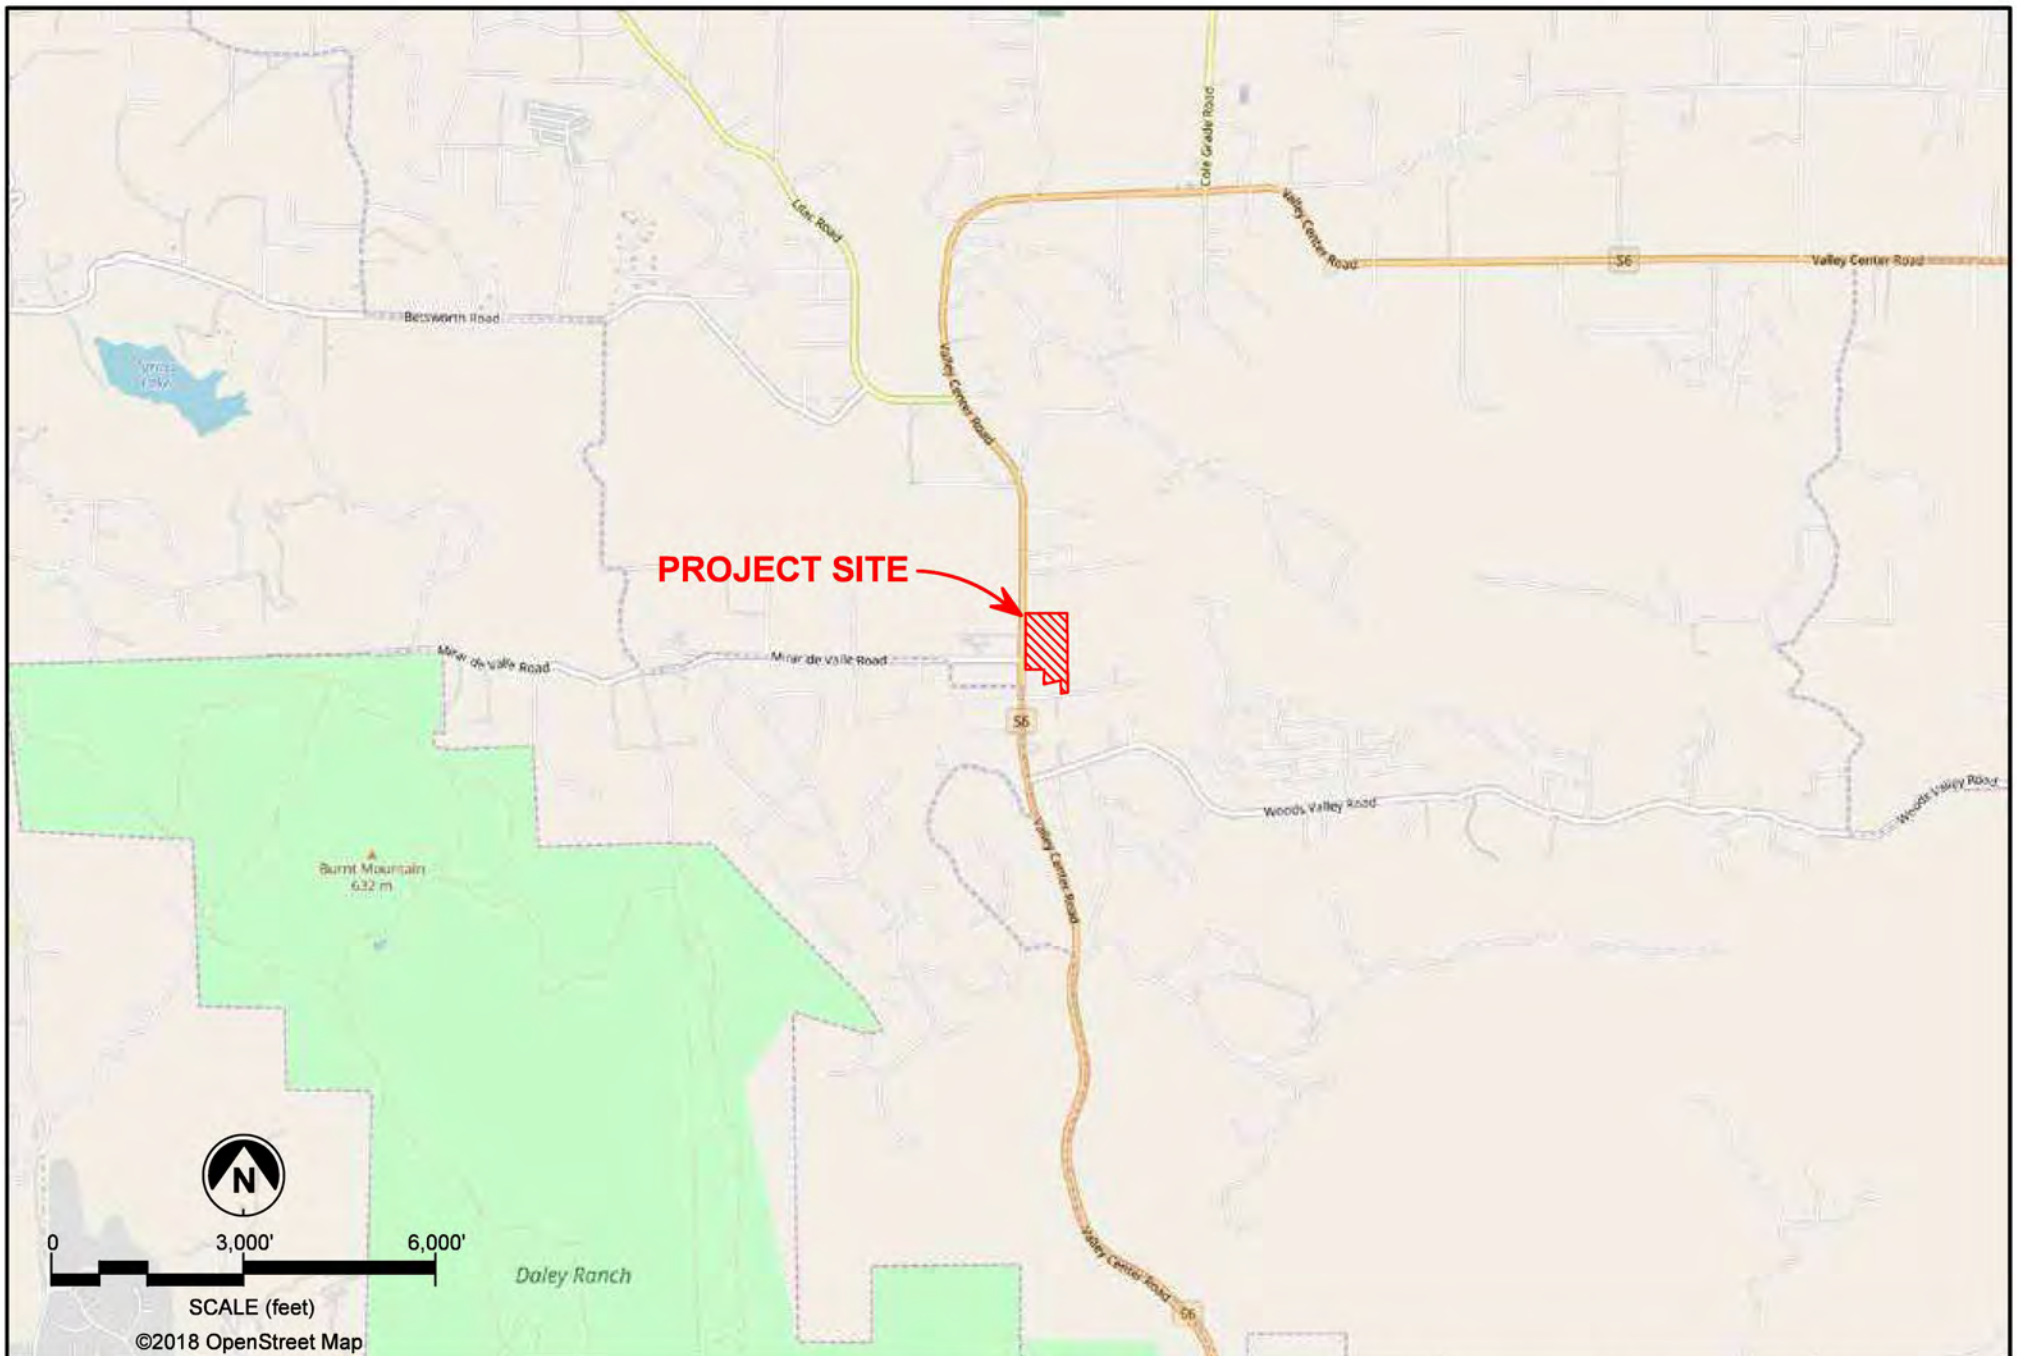 Cole Grade Road
Lilac Road
Valley Center Road
S6
Valley Center Road
Betsworth Road
Lake
Valley Center Road
PROJECT SITE
Mirar de Valle Road
Mirar de Valle Road
S6
Woods Valley Road
Woods Valley Road
Valley Center Road
Burnt Mountain
632 m
N
0 3,000' 6,000'
SCALE (feet)
©2018 OpenStreet Map
Daley Ranch
Valley Center Road
S6